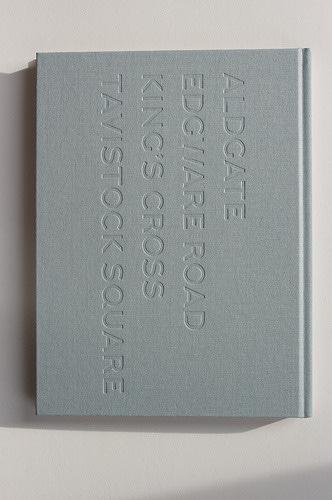 ALDGATE
EDGWARE ROAD
KING'S CROSS
TAVISTOCK SQUARE